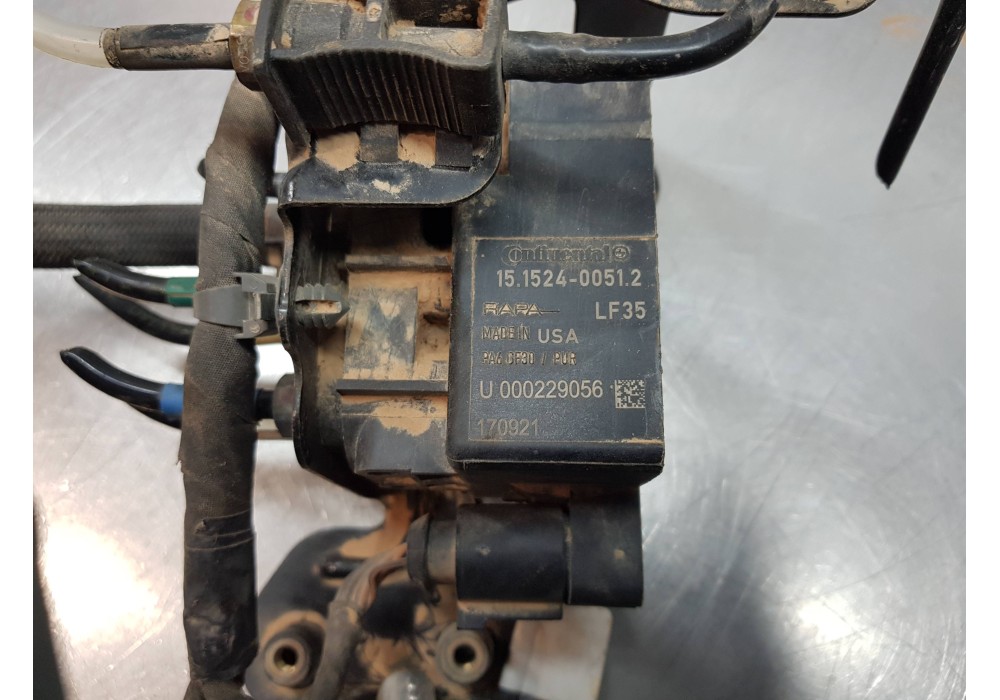 Continental
15.1524-0051.2
RAPA LF35
MADE IN USA
PA6.GF30 / PUR
U 000229056
170921